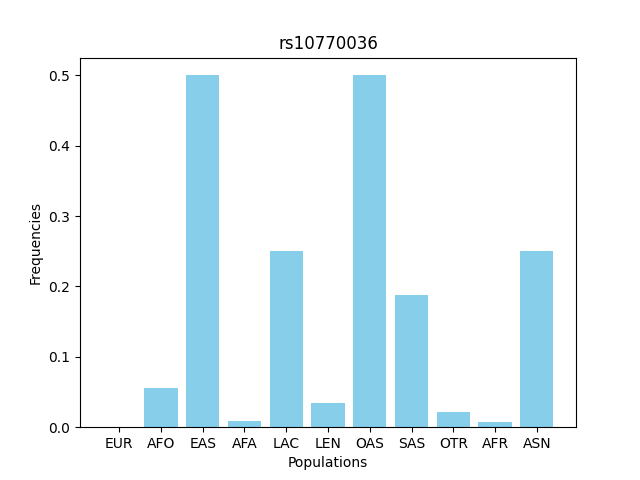 rs10770036
Frequencies
0.5
0.4
0.3
0.2
0.1
0.0
EUR AFO EAS AFA LAC LEN OAS SAS OTR AFR ASN
Populations